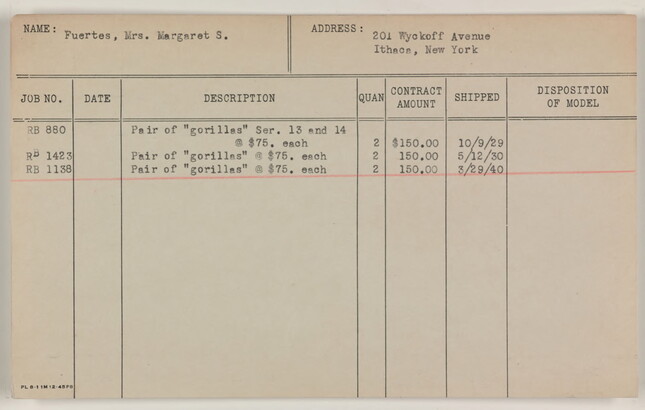 NAME: Fuertes, Mrs. Margaret S. ADDRESS: 201 Wyckoff Avenue
Ithaca, New York
JOB NO. DATE DESCRIPTION QUAN CONTRACT AMOUNT SHIPPED DISPOSITION OF MODEL
RB 880 Pair of "gorillas" Ser. 13 and 14
@ $75. each 2 $150.00 10/9/29
RB 1423 Pair of "gorillas" @ $75. each 2 150.00 5/12/30
RB 1138 Pair of "gorillas" @ $75. each 2 150.00 3/29/40